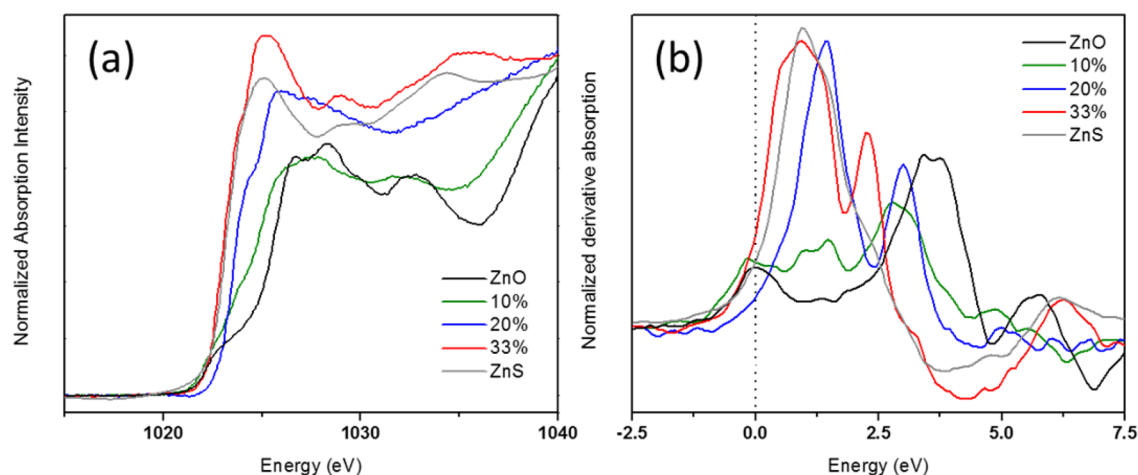 (a)
Normalized Absorption Intensity
ZnO
10%
20%
33%
ZnS
1020
1030
1040
Energy (eV)
(b)
Normalized derivative absorption
ZnO
10%
20%
33%
ZnS
-2.5
0.0
2.5
5.0
7.5
Energy (eV)